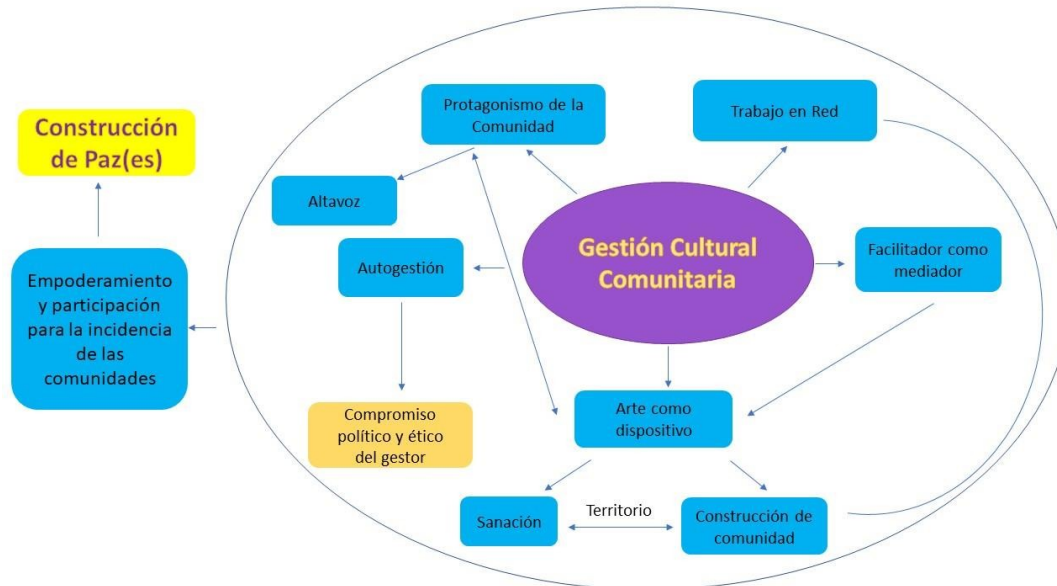 Construcción
de Paz(es)
Empoderamiento
y participación
para la incidencia
de las
comunidades
Protagonismo de la
Comunidad
Trabajo en Red
Altavoz
Autogestión
Gestión Cultural
Comunitaria
Facilitador como
mediador
Compromiso
político y ético
del gestor
Arte como
dispositivo
Sanación
Territorio
Construcción de
comunidad